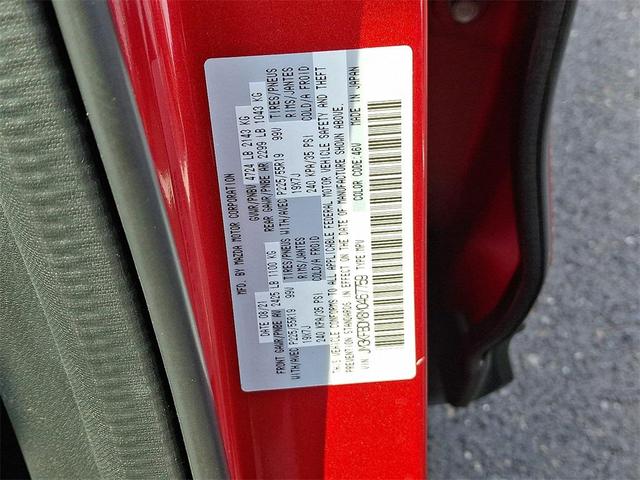 MFD. BY MAZDA MOTOR CORPORATION
DATE 08/21 GVWR/PNBV 4724 LB 2143 KG
FRONT GAWR/PNBE AV 2425 LB 1100 KG REAR GAWR/PNBE AR 2299 LB 1043 KG
WITH/AVEC P225/55R19 99V TIRES/PNEUS WITH/AVEC P225/55R19 99V TIRES/PNEUS
19X7J RIMS/JANTES 19X7J RIMS/JANTES
240 KPA/35 PSI COLD/A FROID 240 KPA/35 PSI COLD/A FROID
THIS VEHICLE CONFORMS TO ALL APPLICABLE FEDERAL MOTOR VEHICLE SAFETY AND THEFT
PREVENTION STANDARDS IN EFFECT ON THE DATE OF MANUFACTURE SHOWN ABOVE.
VIN TYPE MPV COLOR CODE 46V MADE IN JAPAN